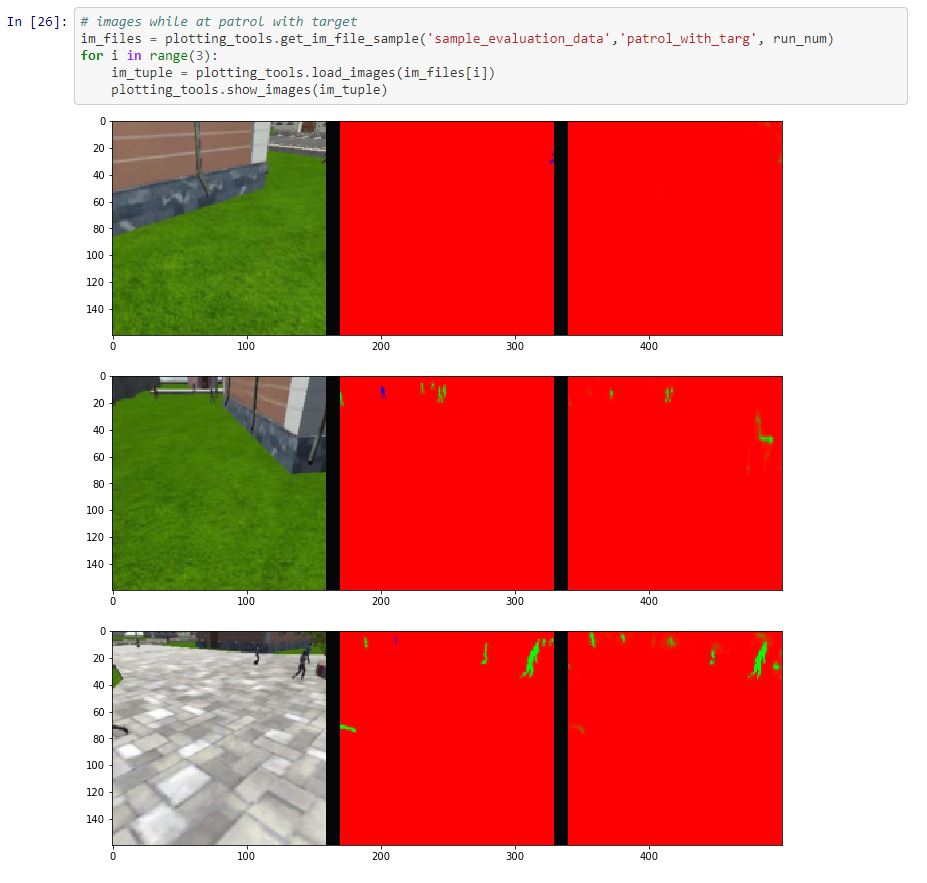 In [26]:
# images while at patrol with target
im_files = plotting_tools.get_im_file_sample('sample_evaluation_data','patrol_with_targ', run_num)
for i in range(3):
    im_tuple = plotting_tools.load_images(im_files[i])
    plotting_tools.show_images(im_tuple)
0
20
40
60
80
100
120
140
0 100 200 300 400
0
20
40
60
80
100
120
140
0 100 200 300 400
0
20
40
60
80
100
120
140
0 100 200 300 400